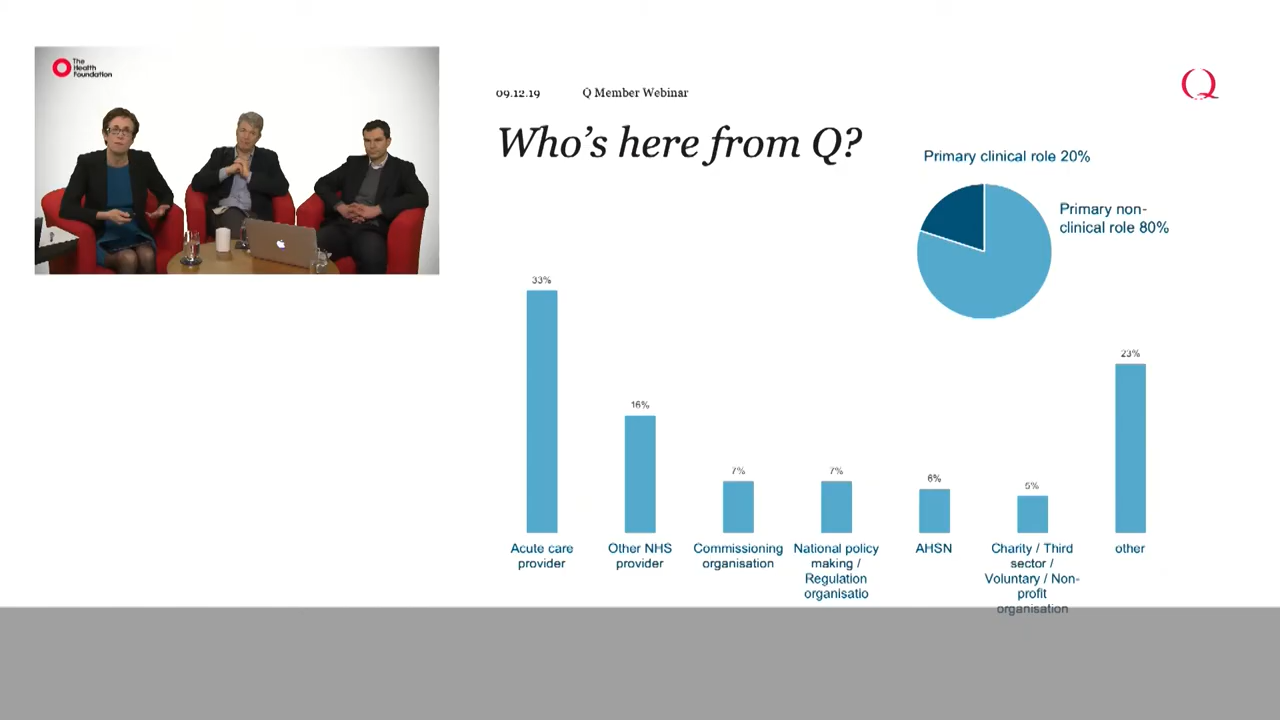 The
Health
Foundation
09.12.19 Q Member Webinar
Q
Who's here from Q?
Primary clinical role 20%
Primary non-
clinical role 80%
33%
16%
7%
7%
6%
5%
23%
Acute care
provider
Other NHS
provider
Commissioning
organisation
National policy
making /
Regulation
organisatio
AHSN
Charity / Third
sector /
Voluntary / Non-
profit
organisation
other